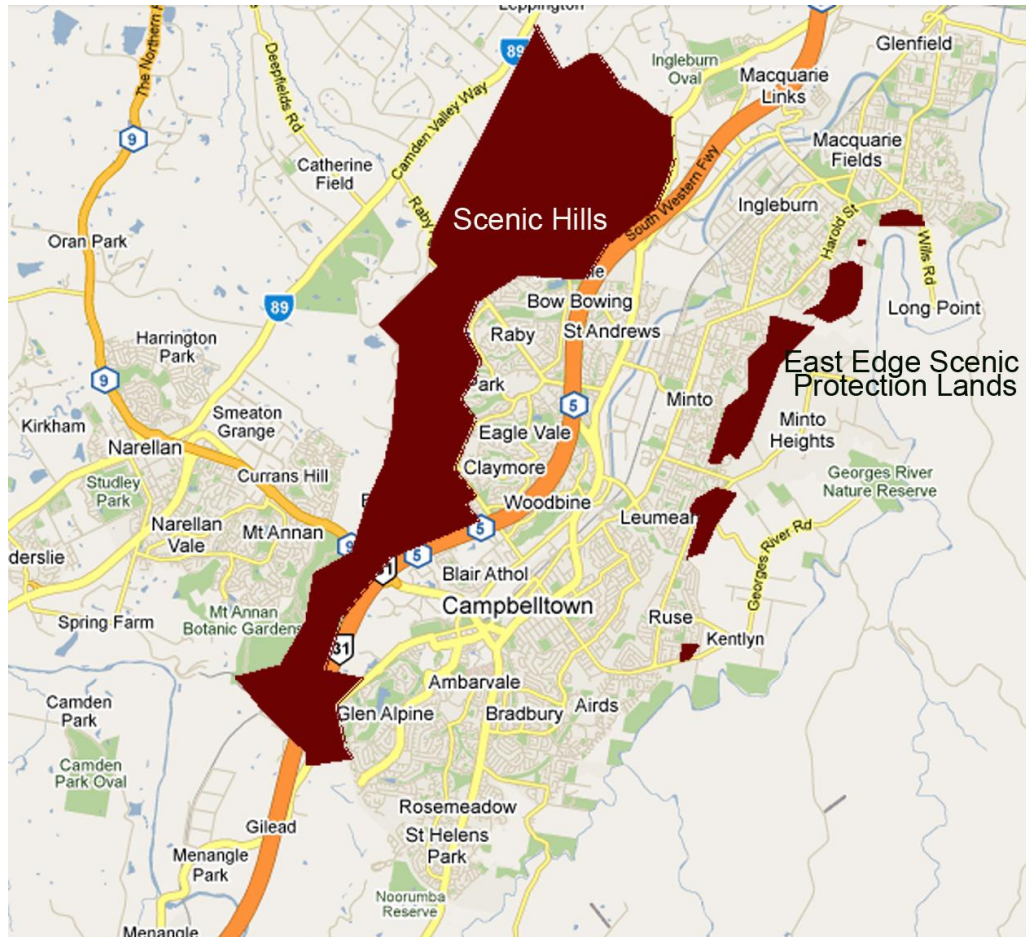 Leppington
The Northern
Deepfields Rd
89
Camden Valley Way
Ingleburn
Oval
Glenfield
Macquarie
Links
9
Catherine
Field
Macquarie
Fields
South Western Fwy
Raby
Scenic Hills
Ingleburn
Harold St
Wills Rd
Oran Park
Bow Bowing
89
Long Point
Raby
St Andrews
Harrington
Park
East Edge Scenic
Protection Lands
9
Park
5
Minto
Minto
Heights
Kirkham
Smeaton
Grange
Narellan
Eagle Vale
Claymore
Currans Hill
Studley
Park
Georges River
Nature Reserve
Woodbine
Narellan
Vale
Mt Annan
5
Leumeah
9
5
Georges River Rd
derslie
31
Blair Athol
Campbelltown
Mt Annan
Botanic Gardens
Spring Farm
Ruse
Kentlyn
31
Ambarvale
Camden
Park
Glen Alpine
Bradbury
Airds
Camden
Park Oval
Rosemeadow
Gilead
St Helens
Park
Menangle
Park
Noorumba
Reserve
Menangle